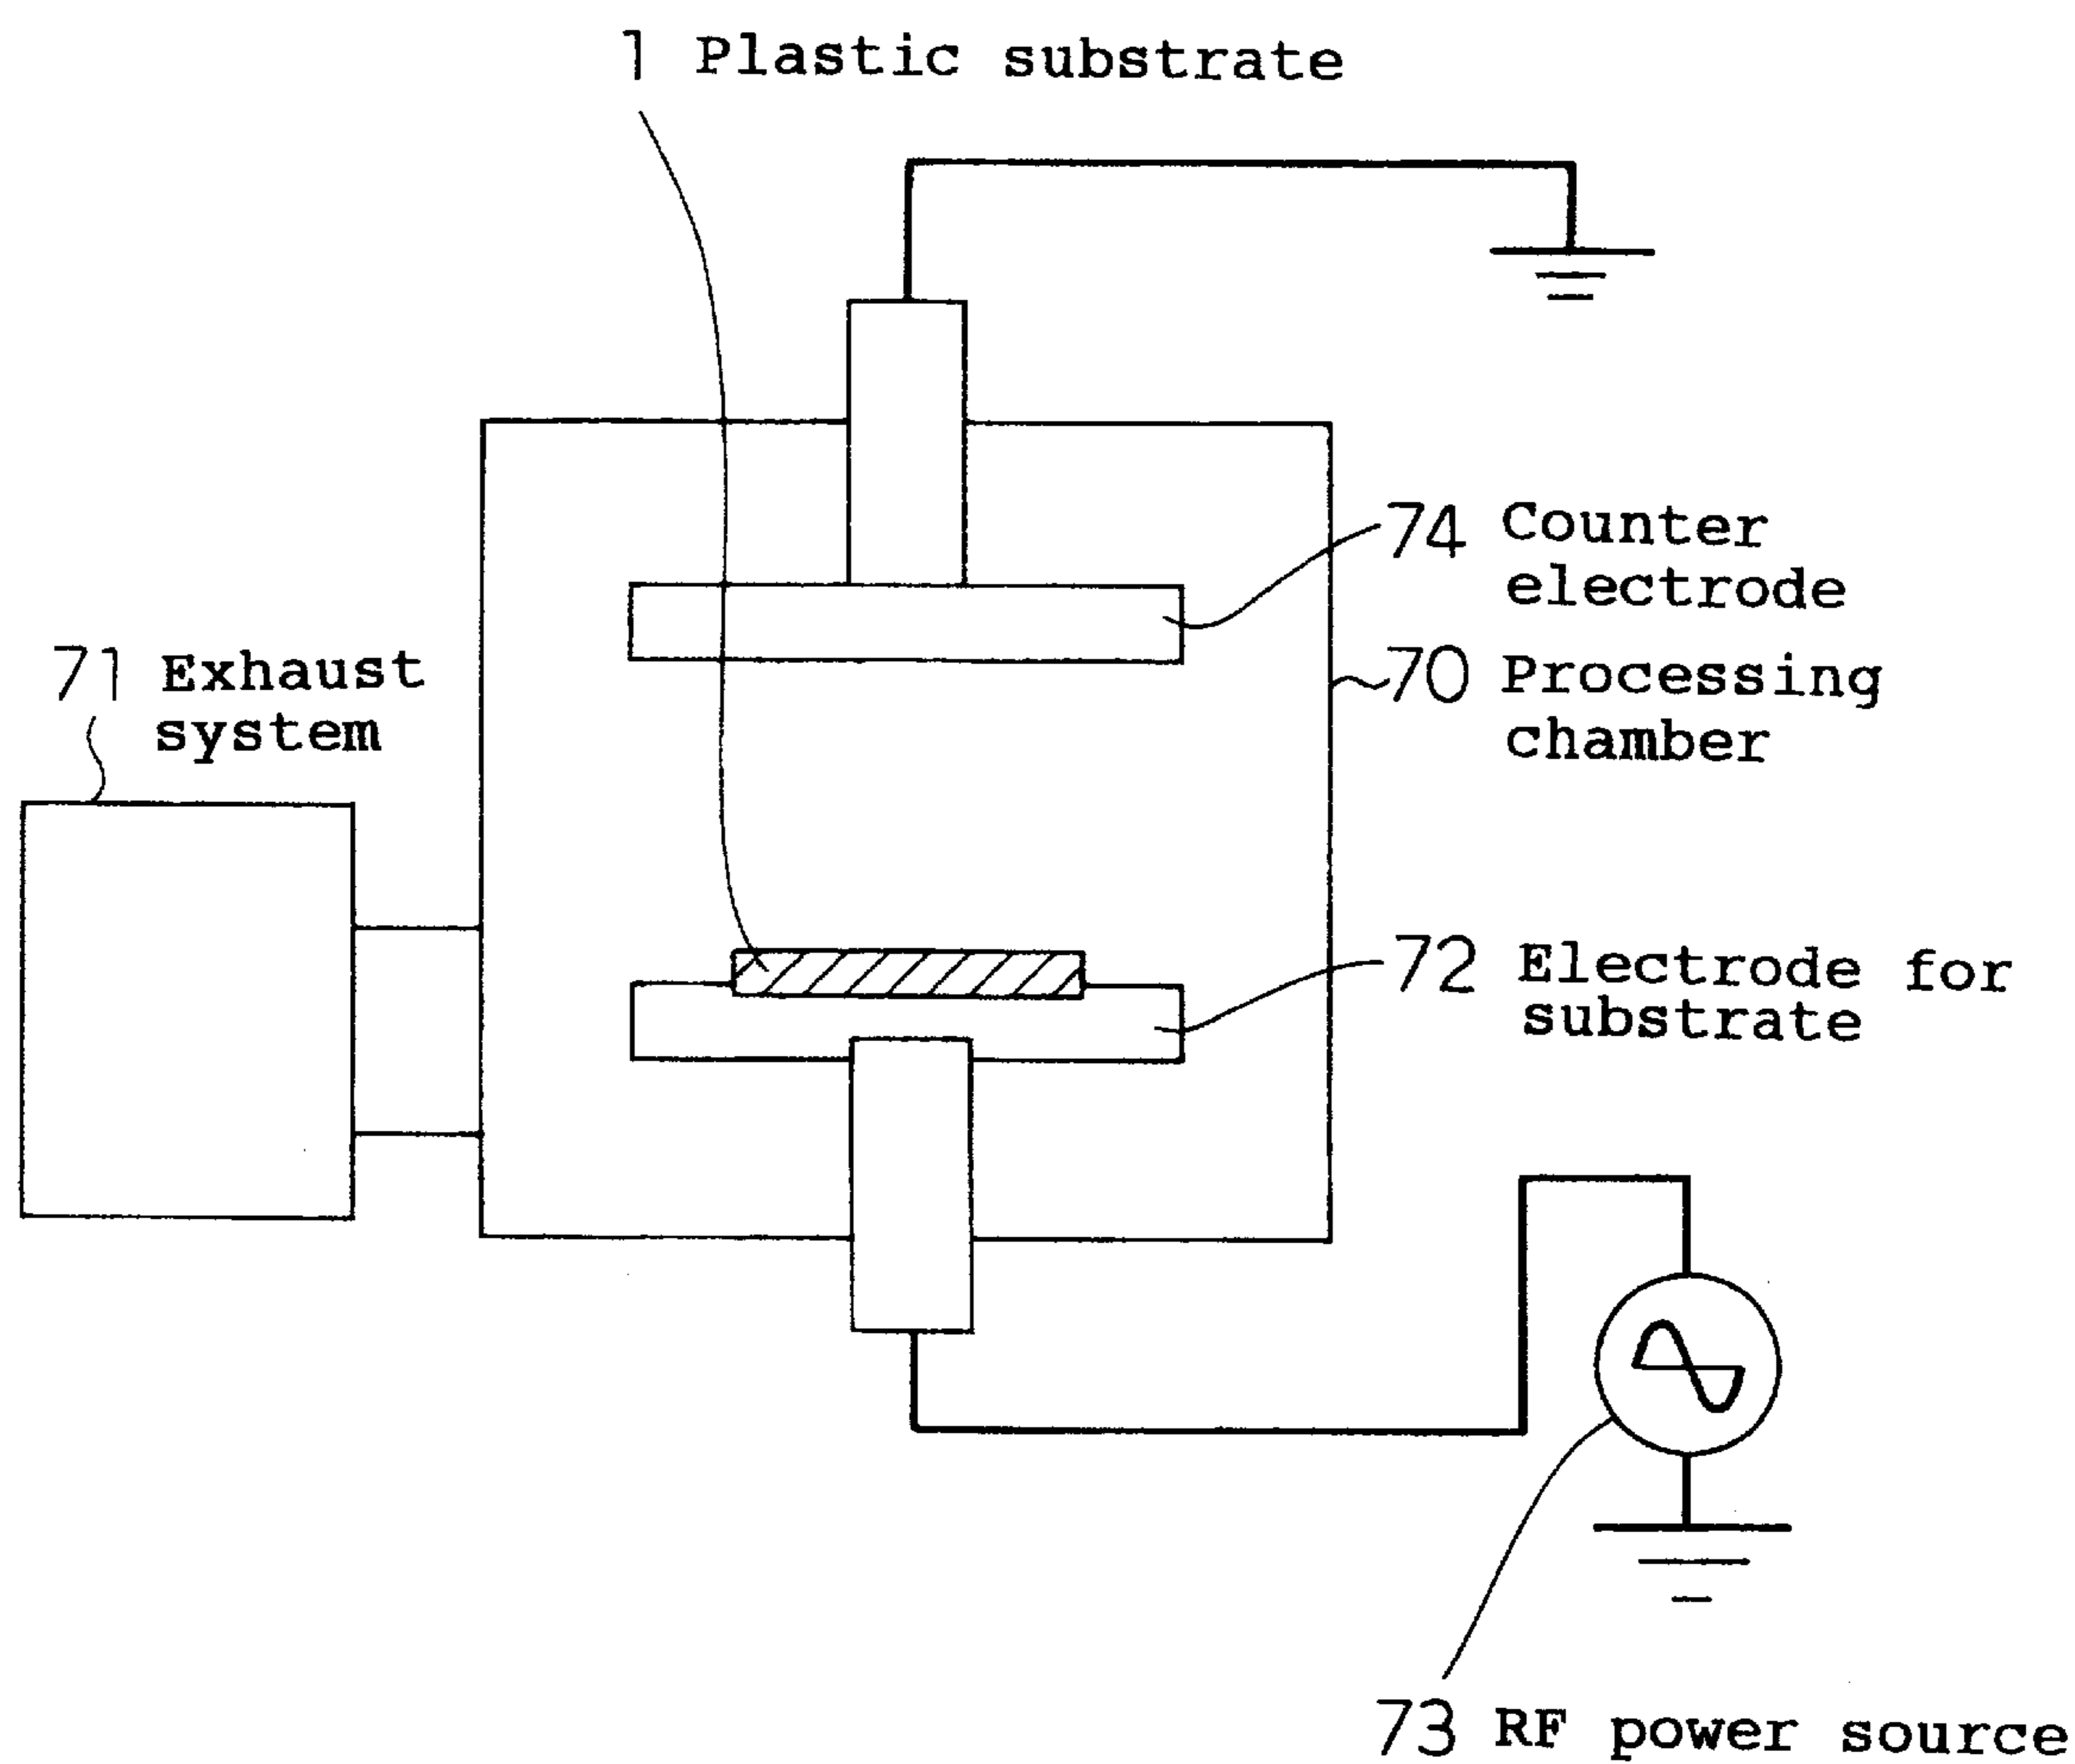 1 Plastic substrate
74 Counter
electrode
71 Exhaust
system
70 Processing
chamber
72 Electrode for
substrate
73 RF power source